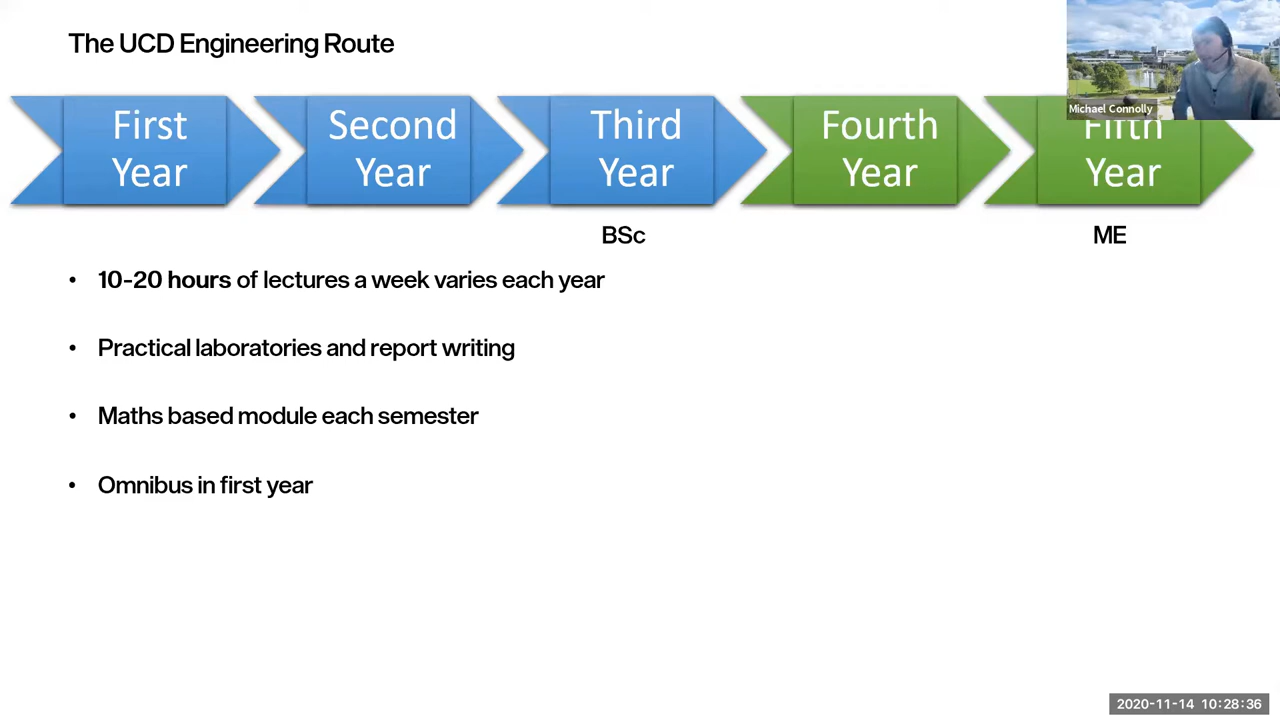 The UCD Engineering Route
Michael Connolly
First
Year
Second
Year
Third
Year
Fourth
Year
Fifth
Year
BSc
ME
• 10-20 hours of lectures a week varies each year
• Practical laboratories and report writing
• Maths based module each semester
• Omnibus in first year
2020-11-14 10:28:36